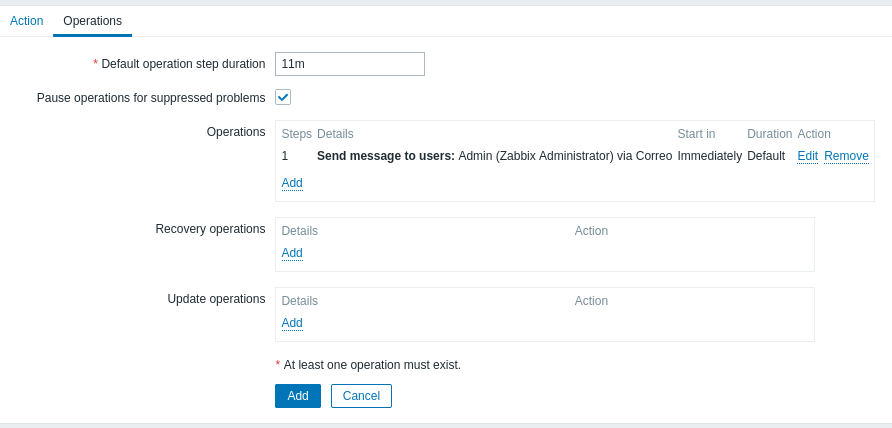 Action Operations
* Default operation step duration 11m
Pause operations for suppressed problems
Operations Steps Details Start in Duration Action
1 Send message to users: Admin (Zabbix Administrator) via Correo Immediately Default Edit Remove
Add
Recovery operations Details Action
Add
Update operations Details Action
Add
* At least one operation must exist.
Add Cancel